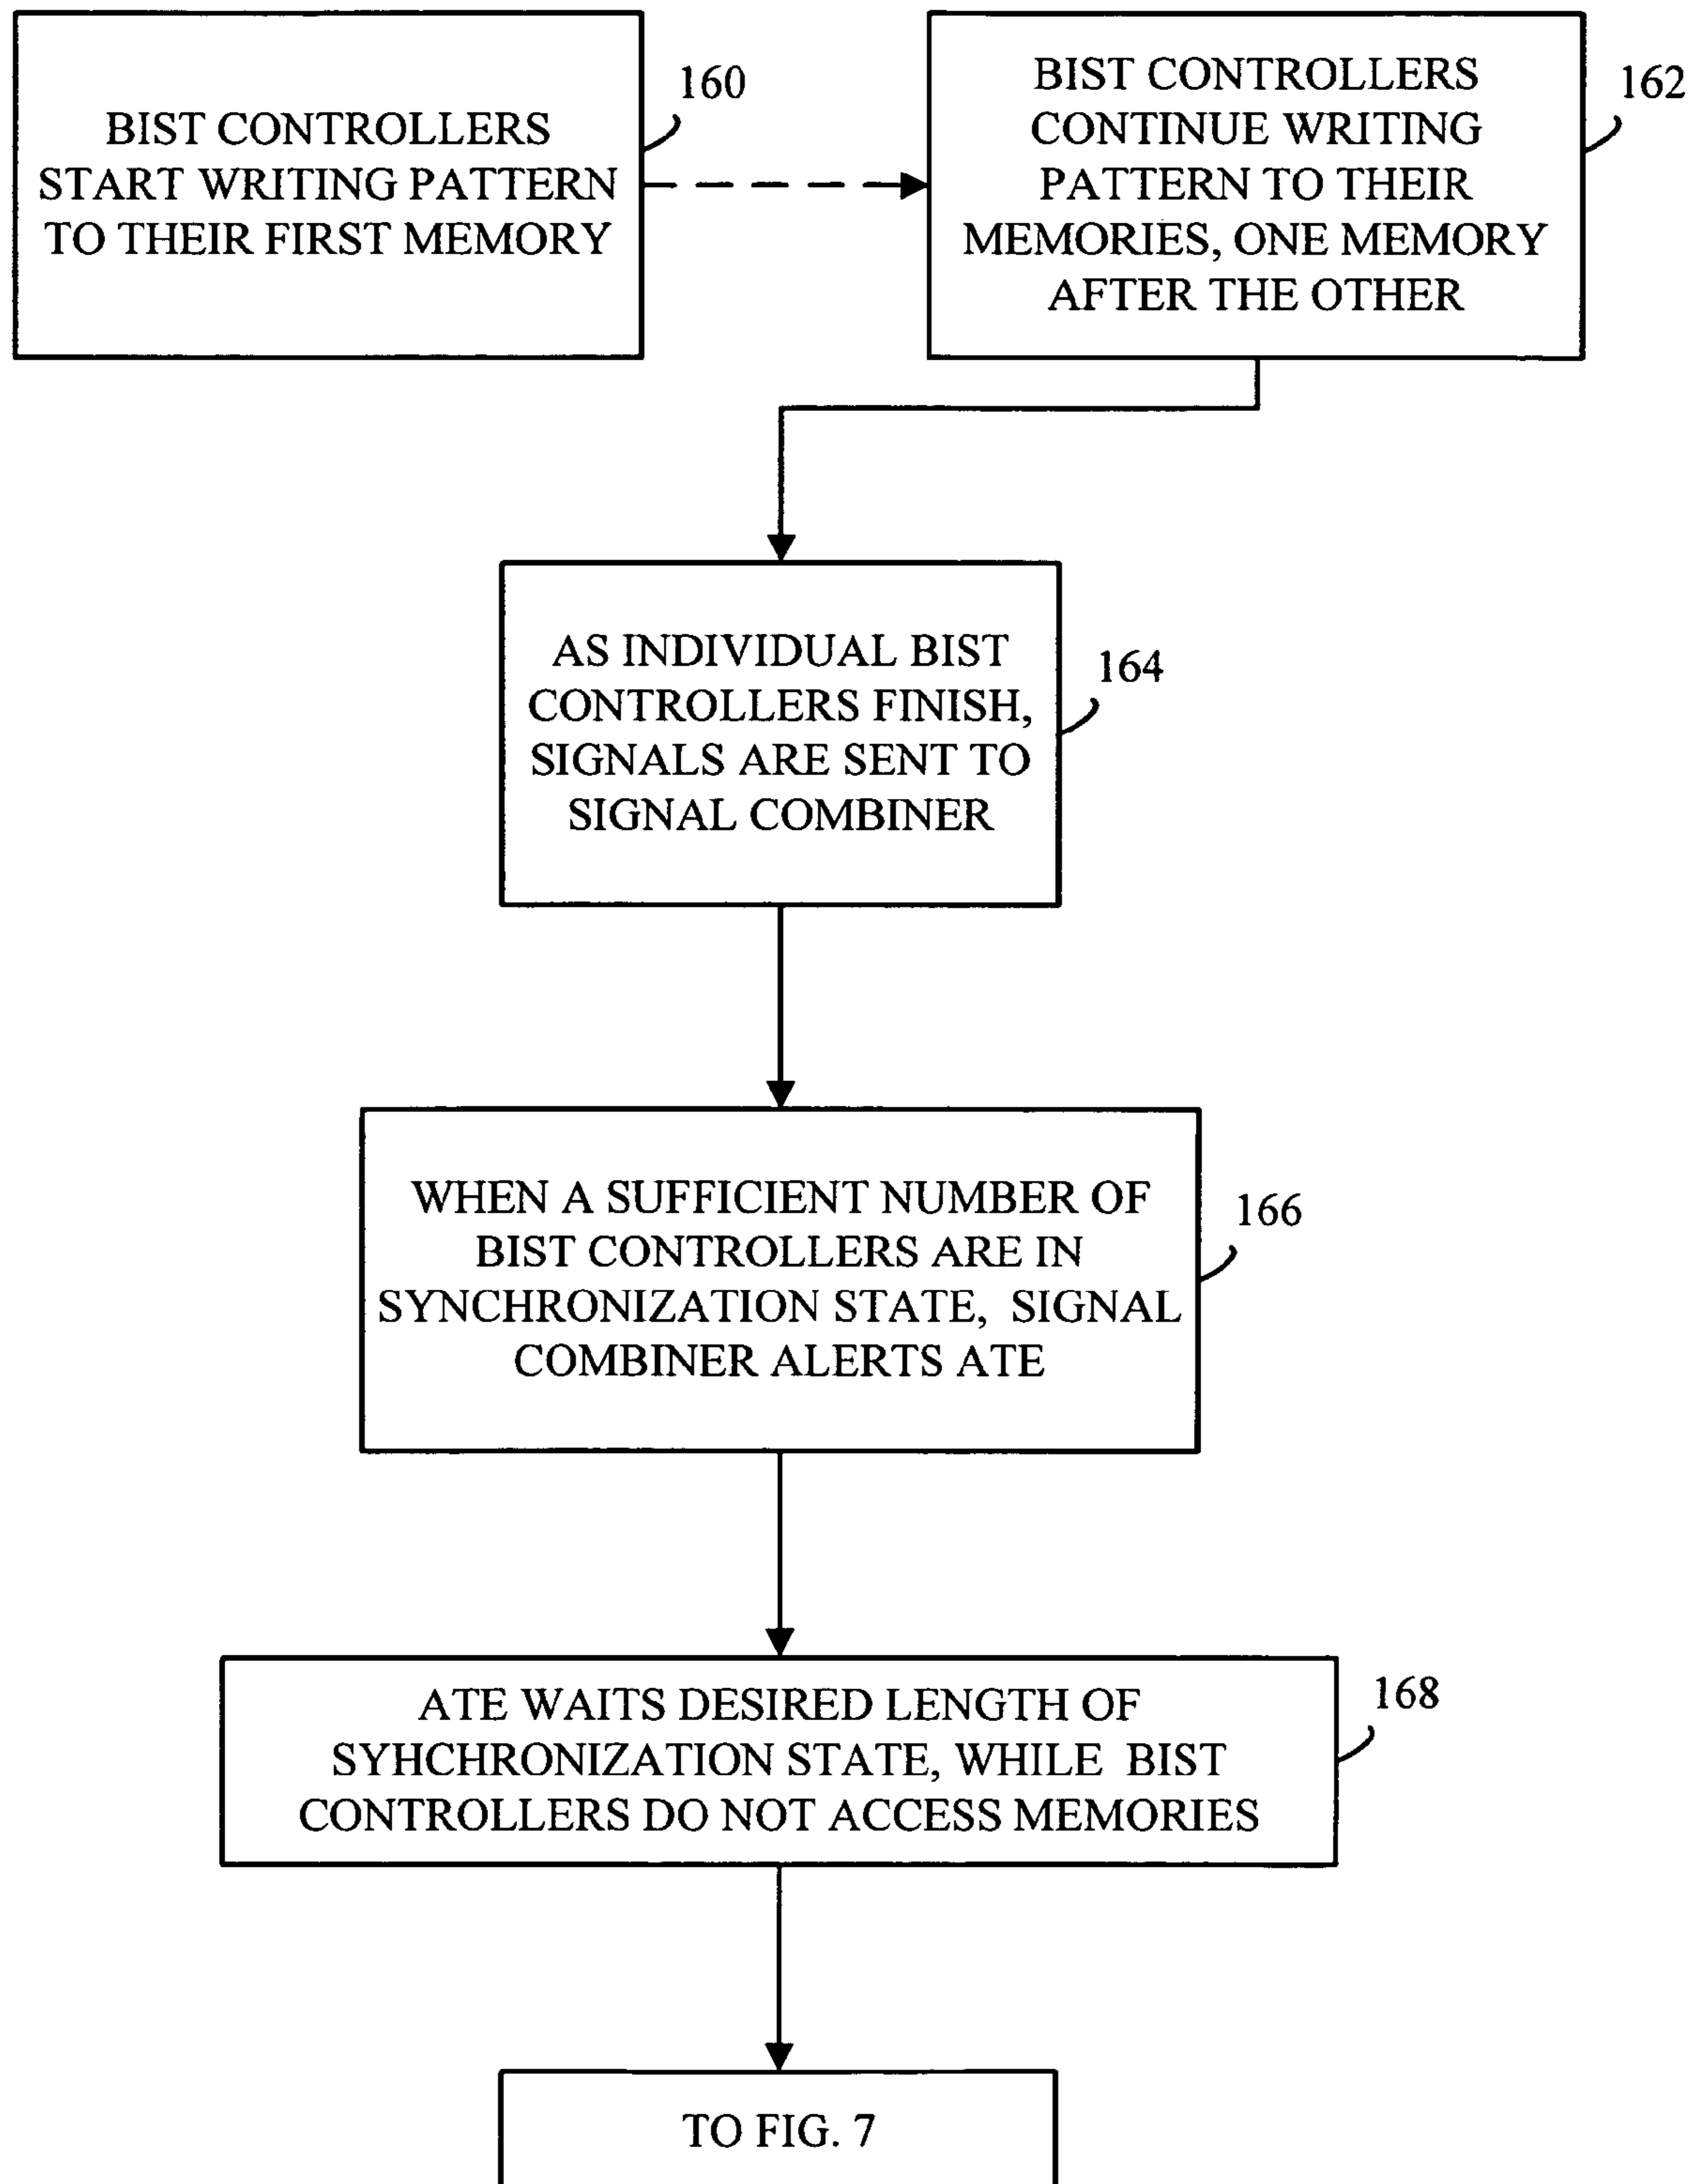 BIST CONTROLLERS
START WRITING PATTERN
TO THEIR FIRST MEMORY
160
BIST CONTROLLERS
CONTINUE WRITING
PATTERN TO THEIR
MEMORIES, ONE MEMORY
AFTER THE OTHER
162
AS INDIVIDUAL BIST
CONTROLLERS FINISH,
SIGNALS ARE SENT TO
SIGNAL COMBINER
164
WHEN A SUFFICIENT NUMBER OF
BIST CONTROLLERS ARE IN
SYNCHRONIZATION STATE, SIGNAL
COMBINER ALERTS ATE
166
ATE WAITS DESIRED LENGTH OF
SYHCHRONIZATION STATE, WHILE BIST
CONTROLLERS DO NOT ACCESS MEMORIES
168
TO FIG. 7